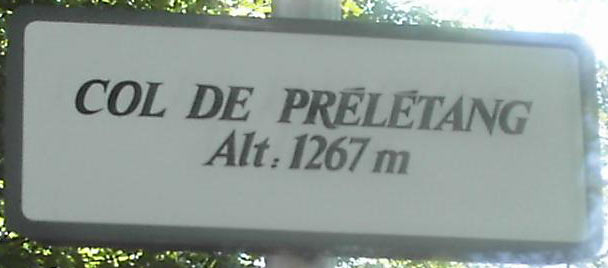 COL DE PRÉLÉTANG
Alt: 1267 m